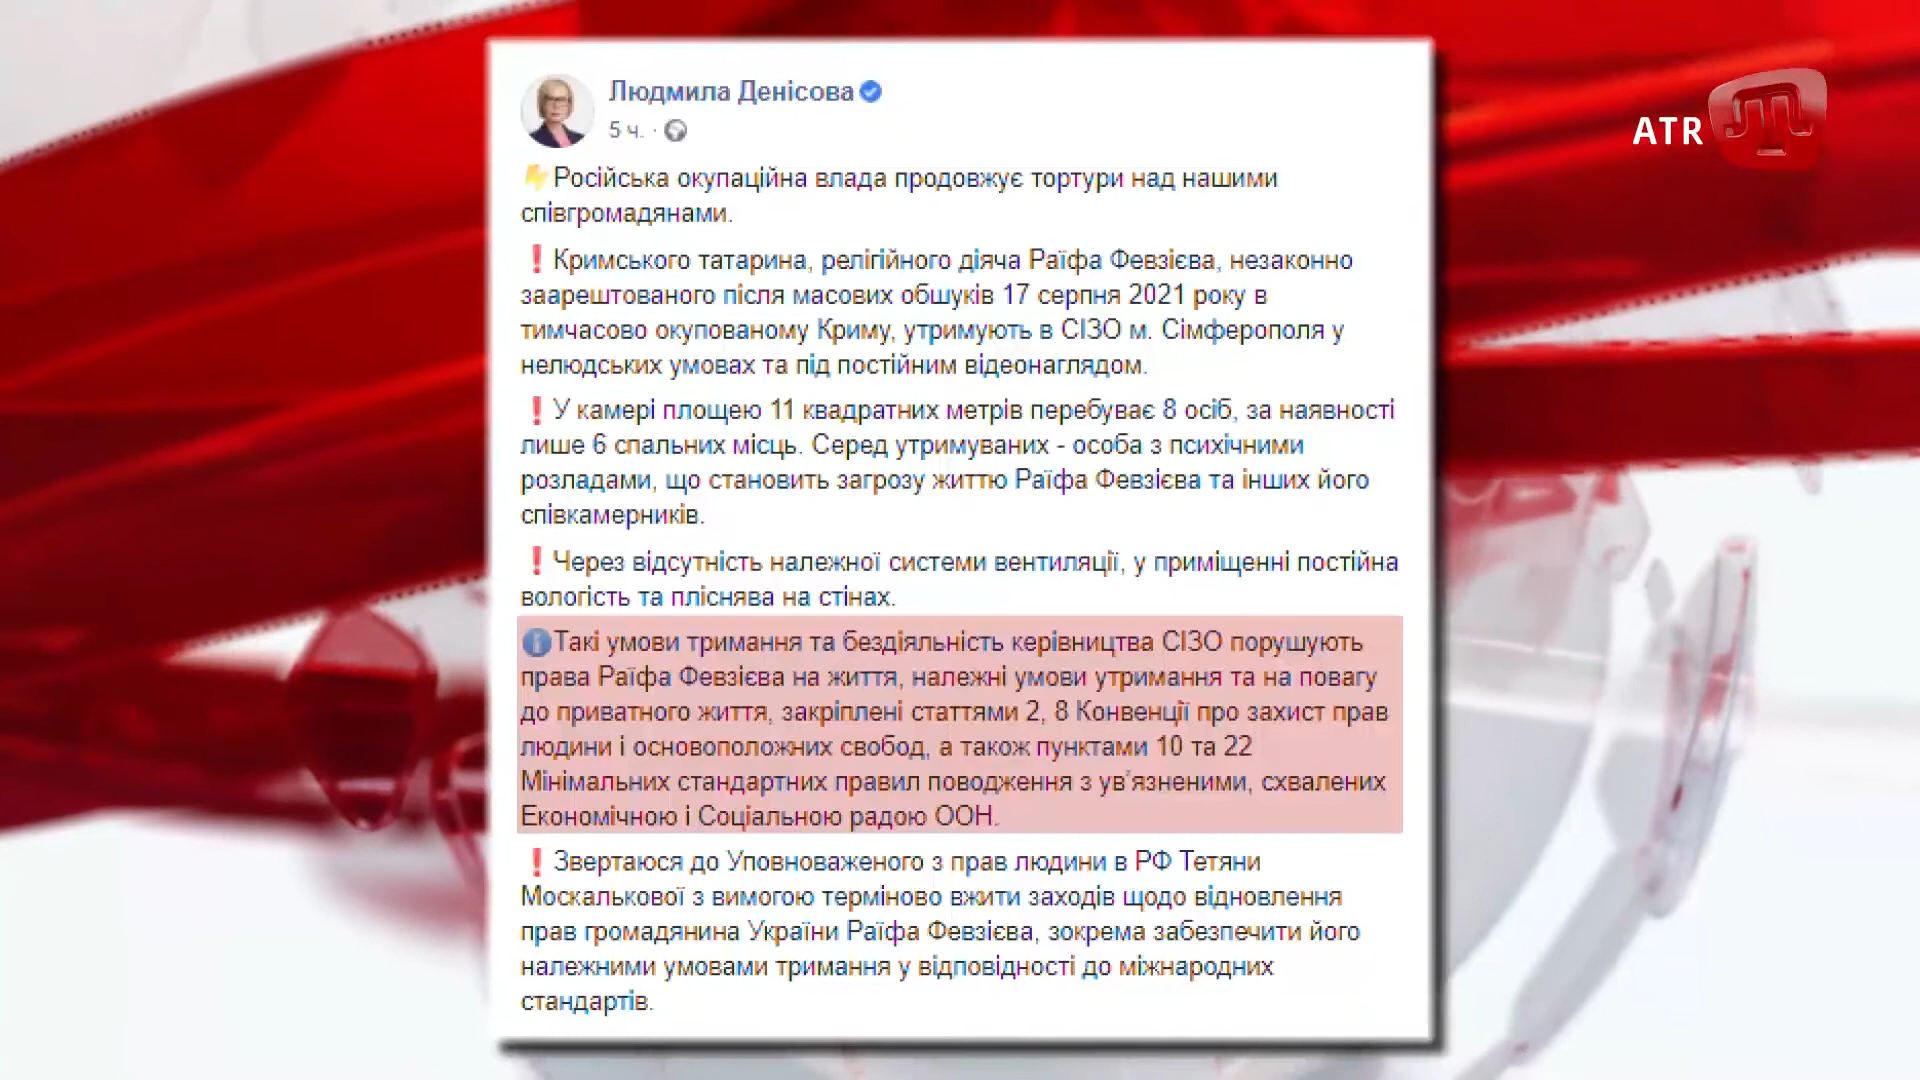 Людмила Денісова
5 ч. ·
ATR
⚡Російська окупаційна влада продовжує тортури над нашими
співгромадянами.
❗Кримського татарина, релігійного діяча Раїфа Февзієва, незаконно
заарештованого після масових обшуків 17 серпня 2021 року в
тимчасово окупованому Криму, утримують в СІЗО м. Сімферополя у
нелюдських умовах та під постійним відеонаглядом.
❗У камері площею 11 квадратних метрів перебуває 8 осіб, за наявності
лише 6 спальних місць. Серед утримуваних - особа з психічними
розладами, що становить загрозу життю Раїфа Февзієва та інших його
співкамерників.
❗Через відсутність належної системи вентиляції, у приміщенні постійна
вологість та пліснява на стінах.
ℹТакі умови тримання та бездіяльність керівництва СІЗО порушують
права Раїфа Февзієва на життя, належні умови утримання та на повагу
до приватного життя, закріплені статтями 2, 8 Конвенції про захист прав
людини і основоположних свобод, а також пунктами 10 та 22
Мінімальних стандартних правил поводження з ув’язненими, схвалених
Економічною і Соціальною радою ООН.
❗Звертаюся до Уповноваженого з прав людини в РФ Тетяни
Москалькової з вимогою терміново вжити заходів щодо відновлення
прав громадянина України Раїфа Февзієва, зокрема забезпечити його
належними умовами тримання у відповідності до міжнародних
стандартів.